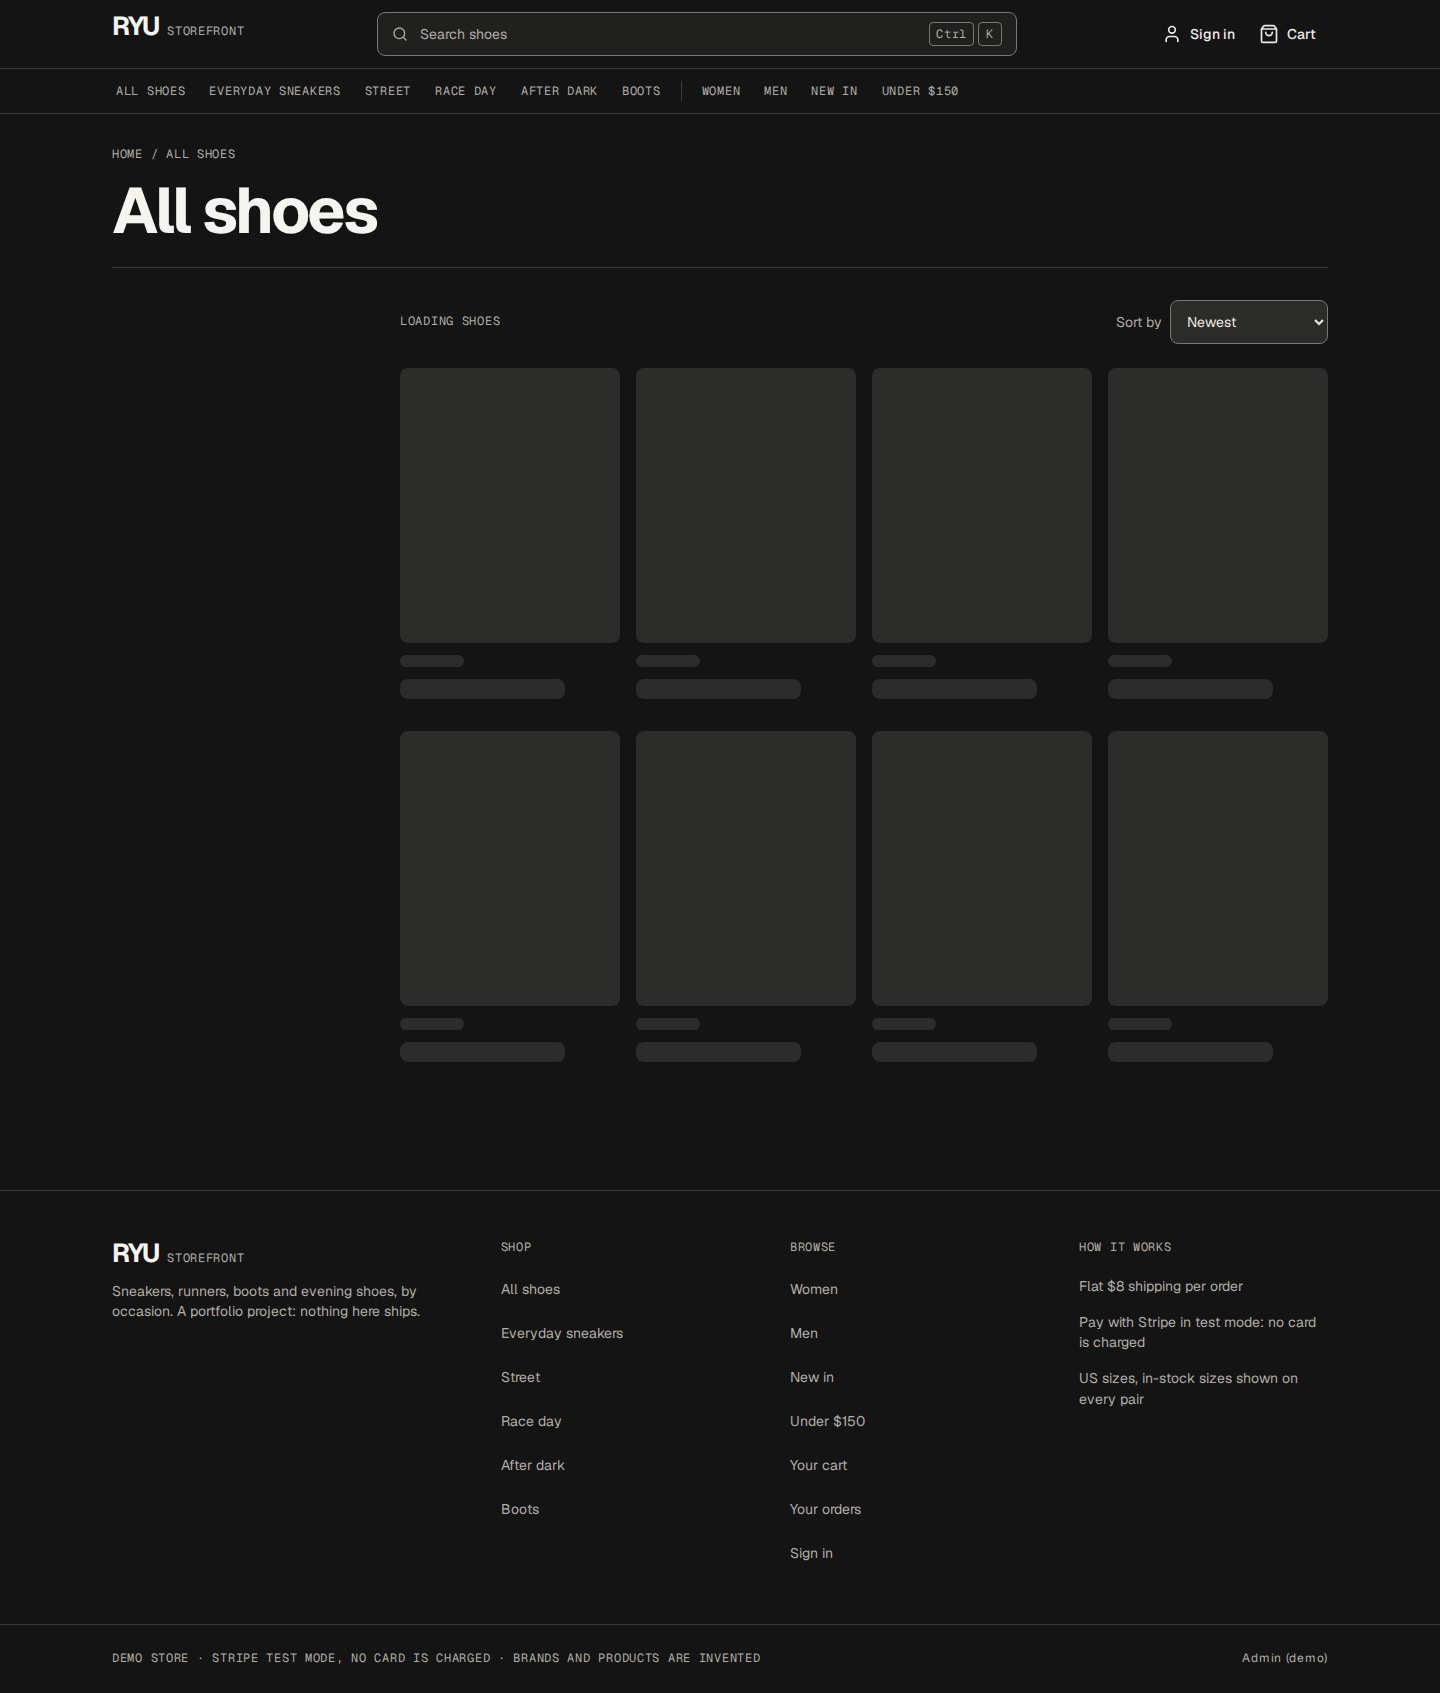 RYU STOREFRONT
Search shoes
Ctrl K
Sign in
Cart
ALL SHOES EVERYDAY SNEAKERS STREET RACE DAY AFTER DARK BOOTS WOMEN MEN NEW IN UNDER $150
HOME / ALL SHOES
All shoes
LOADING SHOES
Sort by
Newest
RYU STOREFRONT
Sneakers, runners, boots and evening shoes, by
occasion. A portfolio project: nothing here ships.
SHOP
All shoes
Everyday sneakers
Street
Race day
After dark
Boots
BROWSE
Women
Men
New in
Under $150
Your cart
Your orders
Sign in
HOW IT WORKS
Flat $8 shipping per order
Pay with Stripe in test mode: no card
is charged
US sizes, in-stock sizes shown on
every pair
DEMO STORE · STRIPE TEST MODE, NO CARD IS CHARGED · BRANDS AND PRODUCTS ARE INVENTED
Admin (demo)